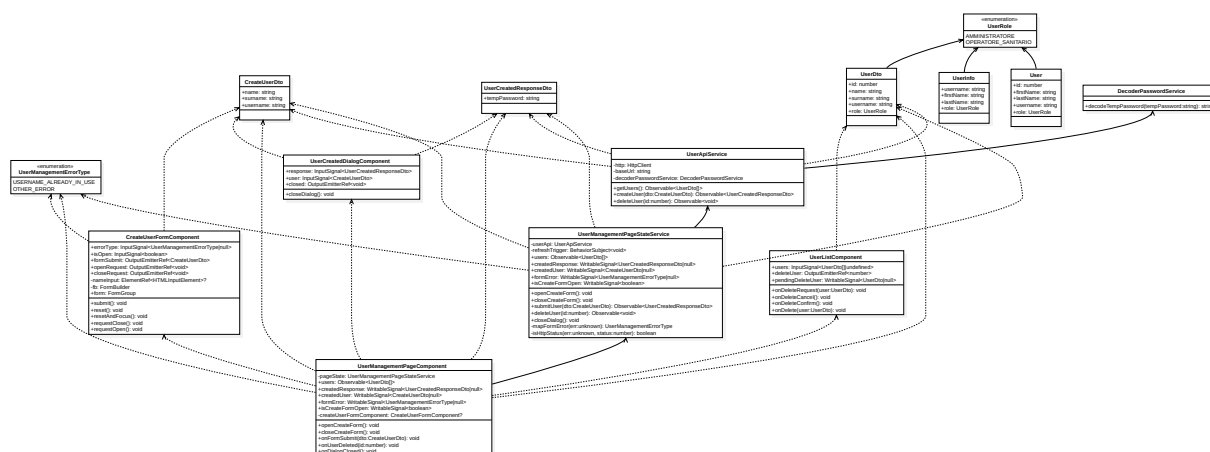 «enumeration»
UserRole
AMMINISTRATORE
OPERATORE_SANITARIO
CreateUserDto
+name: string
+surname: string
+username: string
UserCreatedResponseDto
+tempPassword: string
UserDto
+id: number
+name: string
+surname: string
+username: string
+role: UserRole
UserInfo
+username: string
+firstName: string
+lastName: string
+role: UserRole
User
+id: number
+firstName: string
+lastName: string
+username: string
+role: UserRole
DecoderPasswordService
+decodeTempPassword(tempPassword:string): string
«enumeration»
UserManagementErrorType
USERNAME_ALREADY_IN_USE
OTHER_ERROR
UserCreatedDialogComponent
+response: InputSignal<UserCreatedResponseDto>
+user: InputSignal<CreateUserDto>
+closed: OutputEmitterRef<void>
+closeDialog(): void
UserApiService
-http: HttpClient
-baseUrl: string
-decoderPasswordService: DecoderPasswordService
+getUsers(): Observable<UserDto[]>
+createUser(dto:CreateUserDto): Observable<UserCreatedResponseDto>
+deleteUser(id:number): Observable<void>
CreateUserFormComponent
+errorType: InputSignal<UserManagementErrorType|null>
+isOpen: InputSignal<boolean>
+formSubmit: OutputEmitterRef<CreateUserDto>
+openRequest: OutputEmitterRef<void>
+closeRequest: OutputEmitterRef<void>
-nameInput: ElementRef<HTMLInputElement>?
-fb: FormBuilder
+form: FormGroup
+submit(): void
+reset(): void
+resetAndFocus(): void
+requestClose(): void
+requestOpen(): void
UserManagementPageStateService
-userApi: UserApiService
-refreshTrigger: BehaviorSubject<void>
+users: Observable<UserDto[]>
+createdResponse: WritableSignal<UserCreatedResponseDto|null>
+createdUser: WritableSignal<CreateUserDto|null>
+formError: WritableSignal<UserManagementErrorType|null>
+isCreateFormOpen: WritableSignal<boolean>
+openCreateForm(): void
+closeCreateForm(): void
+submitUser(dto:CreateUserDto): Observable<UserCreatedResponseDto>
+deleteUser(id:number): Observable<void>
+closeDialog(): void
-mapFormError(err:unknown): UserManagementErrorType
-isHttpStatus(err:unknown, status:number): boolean
UserListComponent
+users: InputSignal<UserDto[]|undefined>
+deleteUser: OutputEmitterRef<number>
+pendingDeleteUser: WritableSignal<UserDto|null>
+onDeleteRequest(user:UserDto): void
+onDeleteCancel(): void
+onDeleteConfirm(): void
+onDelete(user:UserDto): void
UserManagementPageComponent
-pageState: UserManagementPageStateService
+users: Observable<UserDto[]>
+createdResponse: WritableSignal<UserCreatedResponseDto|null>
+createdUser: WritableSignal<CreateUserDto|null>
+formError: WritableSignal<UserManagementErrorType|null>
+isCreateFormOpen: WritableSignal<boolean>
-createUserFormComponent: CreateUserFormComponent?
+openCreateForm(): void
+closeCreateForm(): void
+onFormSubmit(dto:CreateUserDto): void
+onUserDeleted(id:number): void
+onDialogClosed(): void